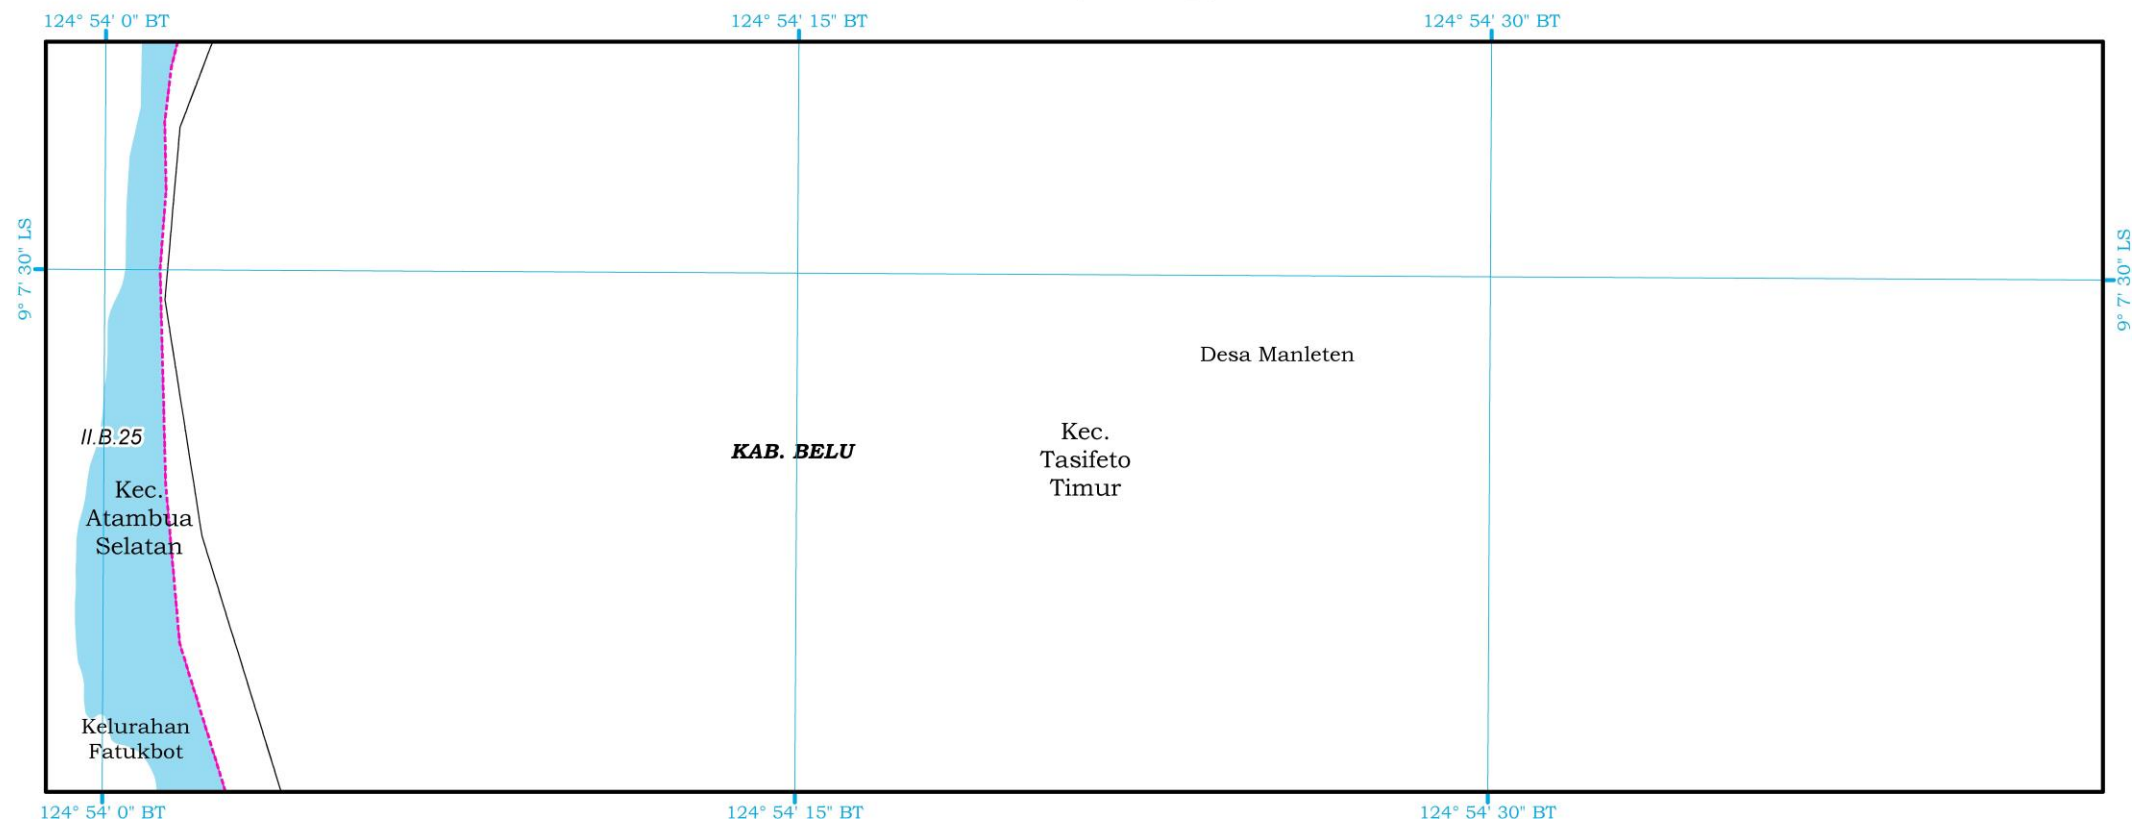 124° 54' 0" BT
124° 54' 15" BT
124° 54' 30" BT
9° 7' 30" LS
9° 7' 30" LS
Desa Manleten
II.B.25
KAB. BELU
Kec.
Tasifeto
Timur
Kec.
Atambua
Selatan
Kelurahan
Fatukbot
124° 54' 0" BT
124° 54' 15" BT
124° 54' 30" BT